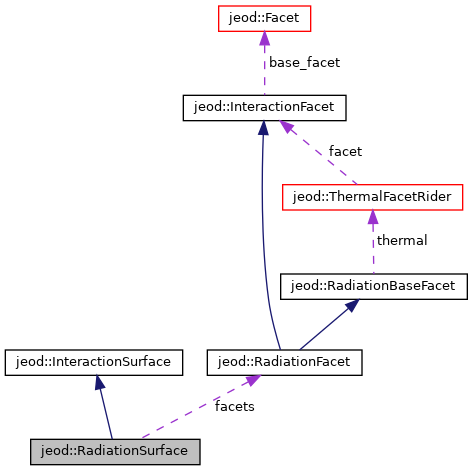 jeod::Facet
base_facet
jeod::InteractionFacet
facet
jeod::ThermalFacetRider
thermal
jeod::RadiationBaseFacet
jeod::InteractionSurface
jeod::RadiationFacet
facets
jeod::RadiationSurface